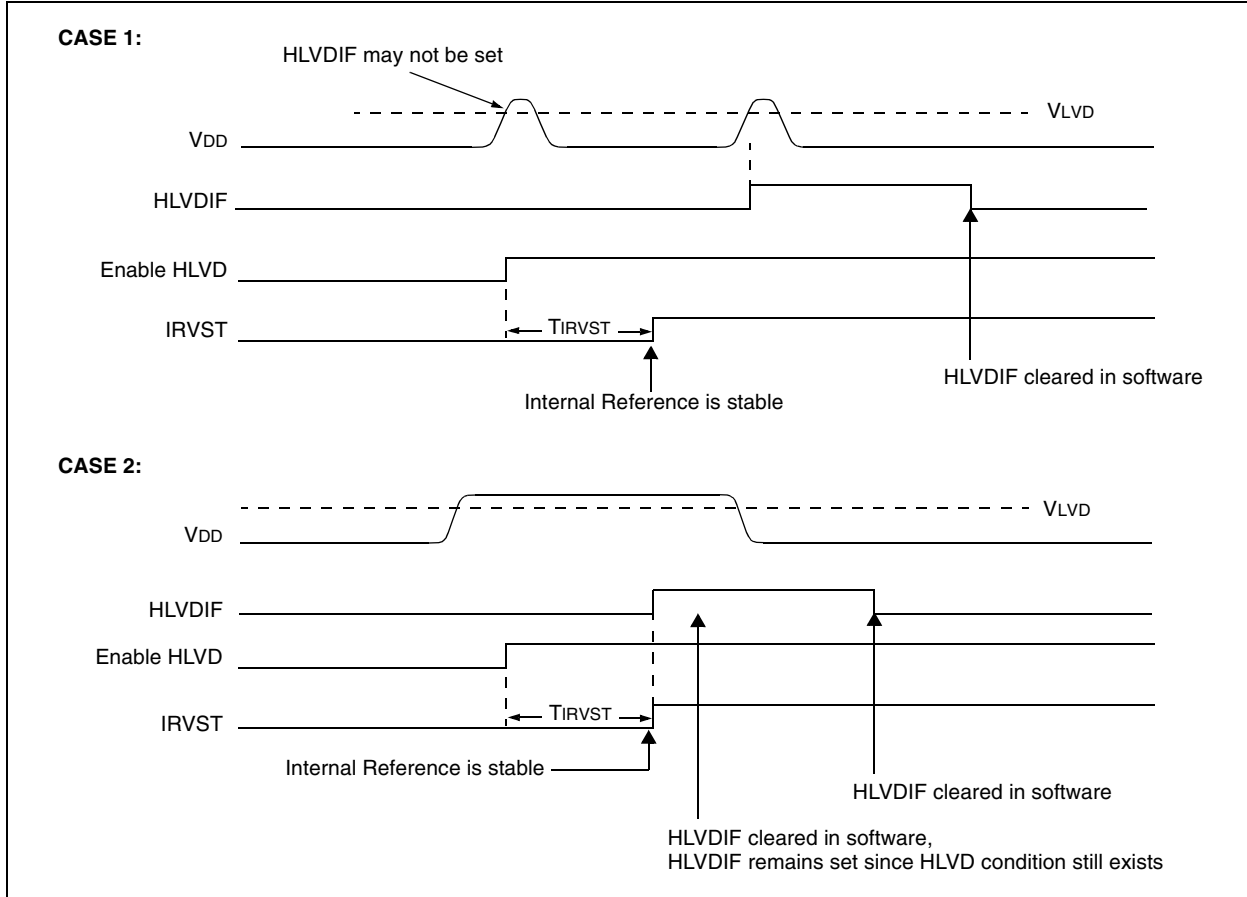 CASE 1:
HLVDIF may not be set
VLVD
VDD
HLVDIF
Enable HLVD
IRVST
TIRVST
HLVDIF cleared in software
Internal Reference is stable
CASE 2:
VLVD
VDD
HLVDIF
Enable HLVD
IRVST
TIRVST
Internal Reference is stable
HLVDIF cleared in software
HLVDIF cleared in software,
HLVDIF remains set since HLVD condition still exists